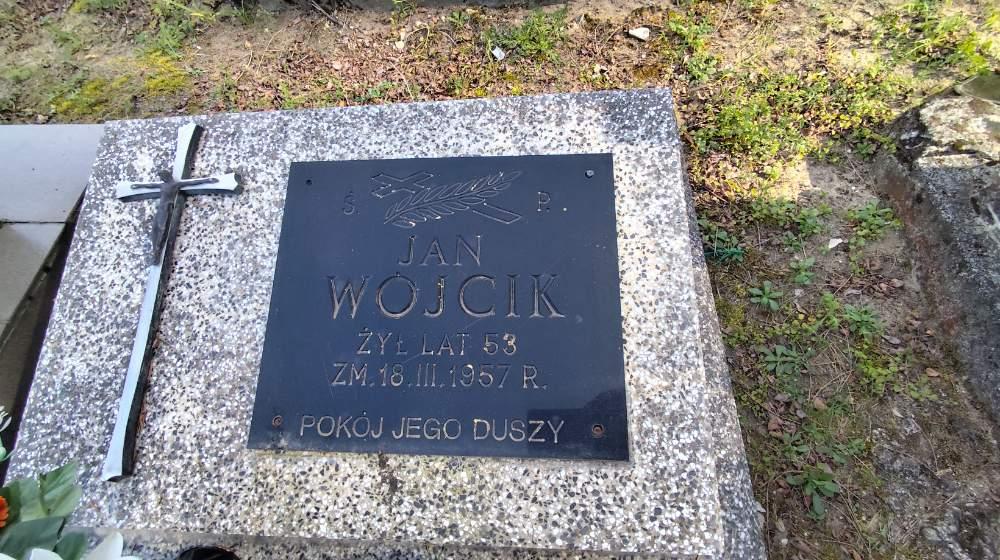 Ś. P.
JAN
WÓJCIK
ŻYŁ LAT 53
ZM. 18. III. 1957 R.
POKÓJ JEGO DUSZY